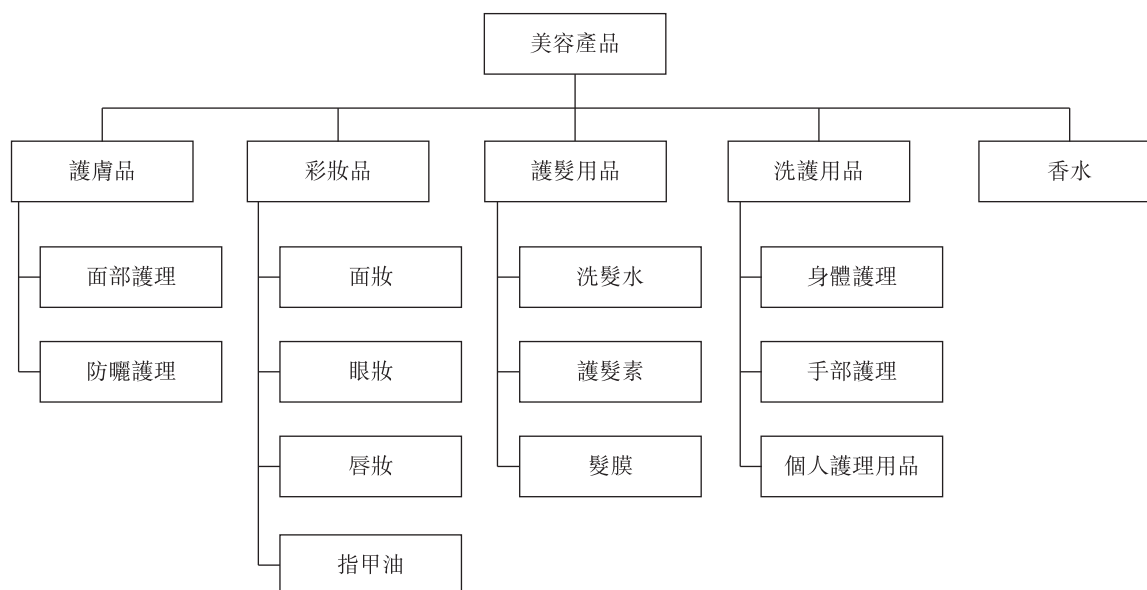 美容產品
護膚品
彩妝品
護髮用品
洗護用品
香水
面部護理
面妝
洗髮水
身體護理
防曬護理
眼妝
護髮素
手部護理
唇妝
髮膜
個人護理用品
指甲油